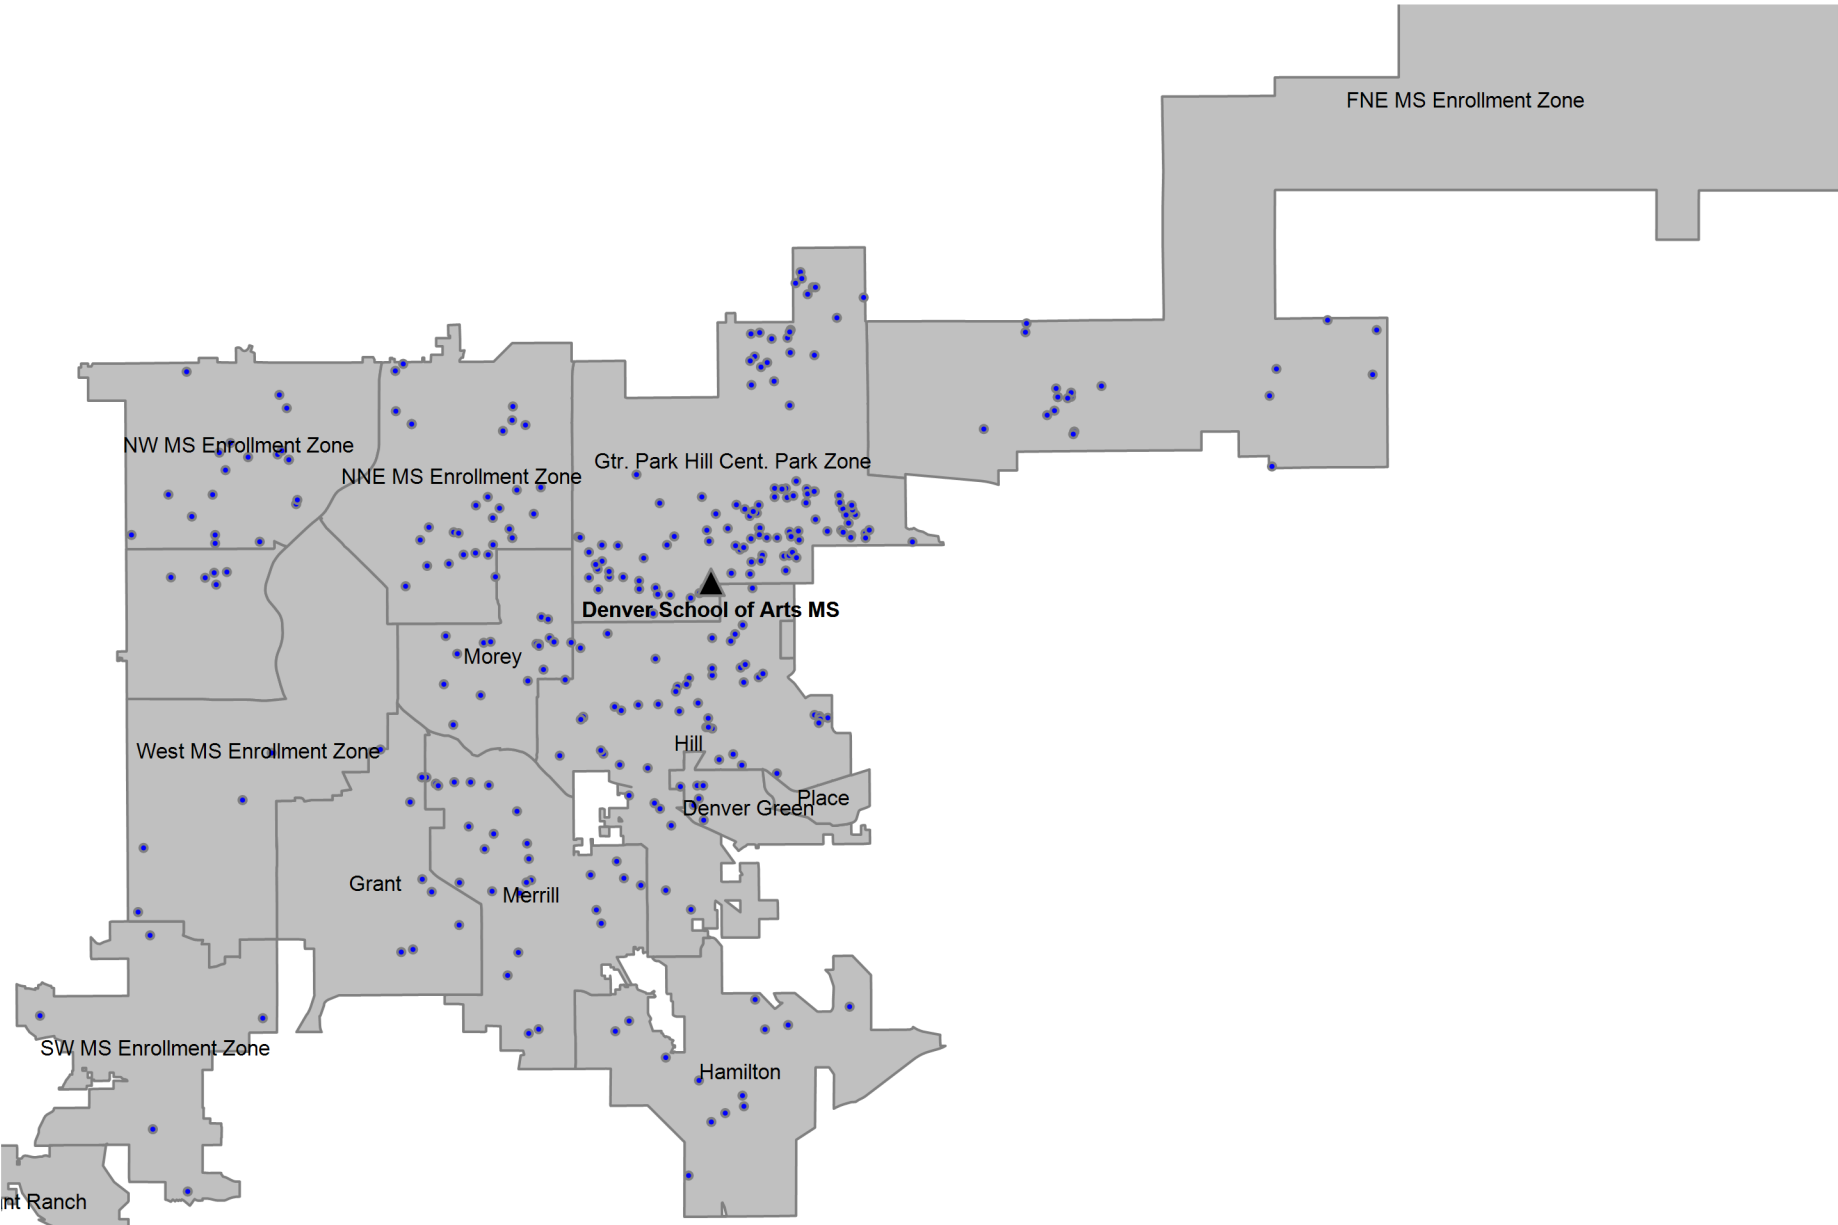 FNE MS Enrollment Zone
NW MS Enrollment Zone
Gtr. Park Hill Cent. Park Zone
NNE MS Enrollment Zone
Denver School of Arts MS
Morey
Hill
West MS Enrollment Zone
Place
Denver Green
Grant
Merrill
SW MS Enrollment Zone
Hamilton
nt Ranch